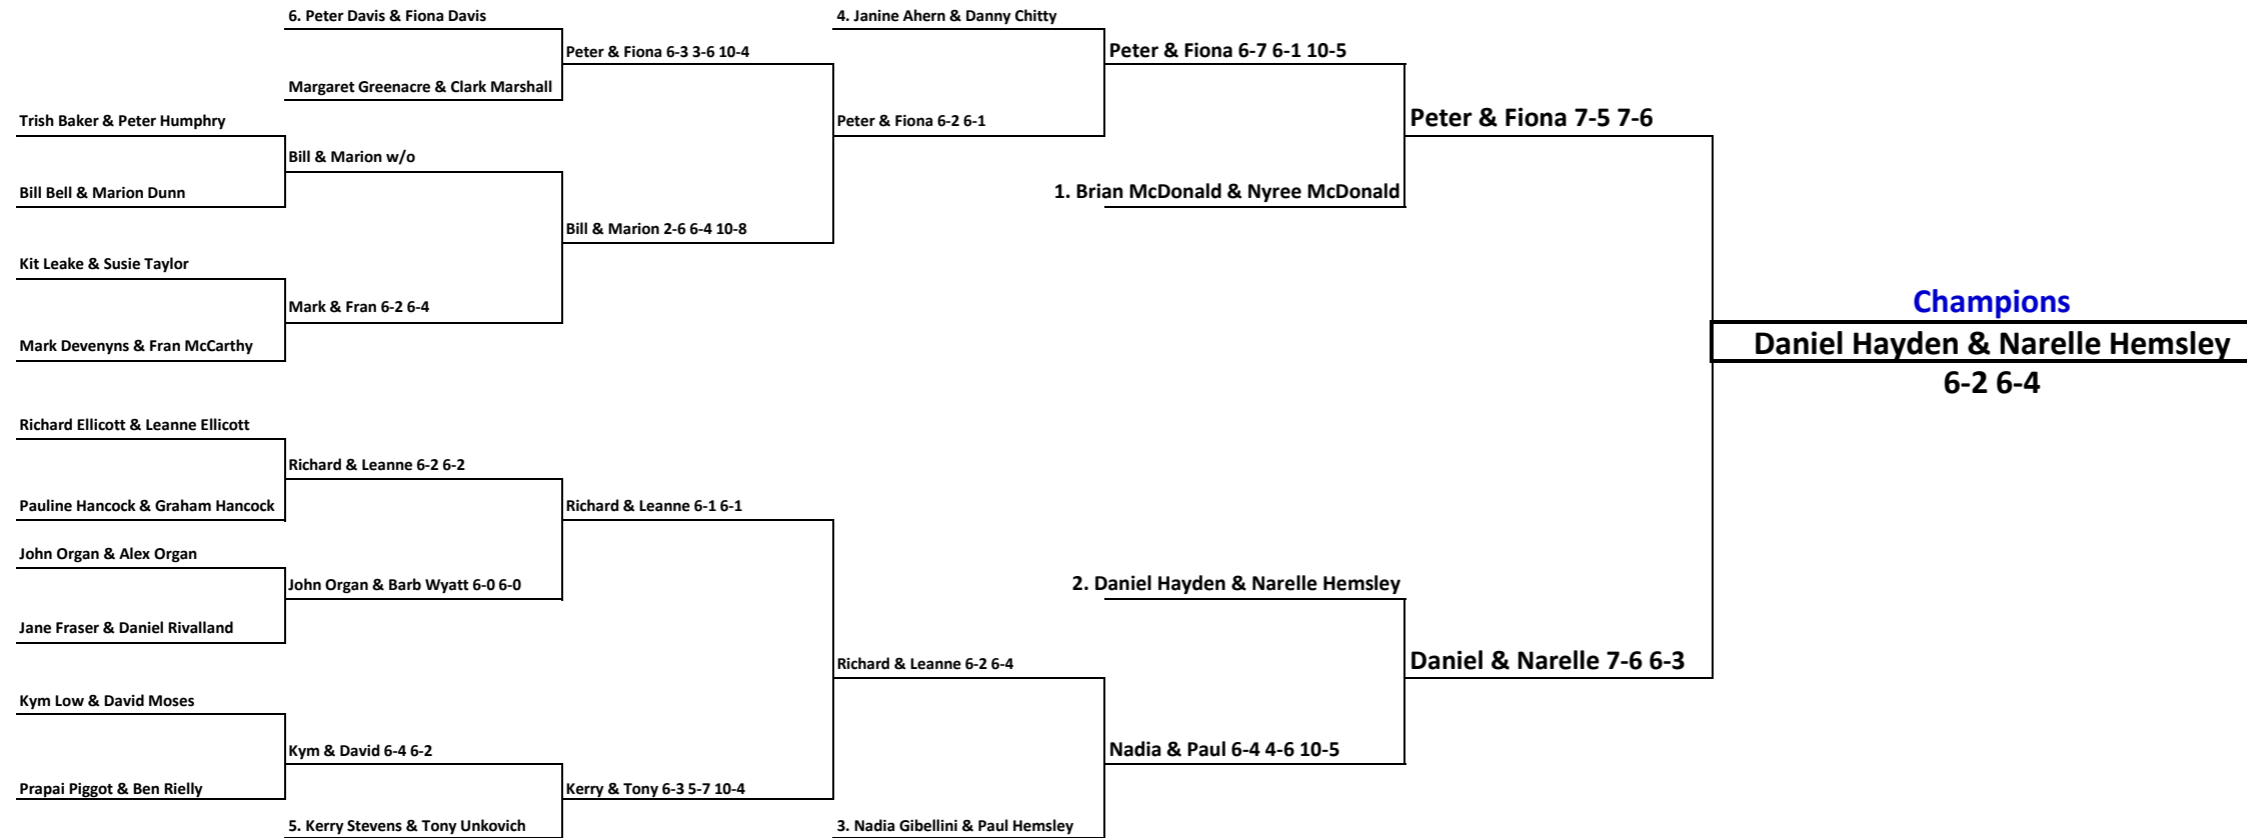 6. Peter Davis & Fiona Davis
4. Janine Ahern & Danny Chitty
Peter & Fiona 6-3 3-6 10-4
Peter & Fiona 6-7 6-1 10-5
Margaret Greenacre & Clark Marshall
Trish Baker & Peter Humphry
Peter & Fiona 6-2 6-1
Peter & Fiona 7-5 7-6
Bill & Marion w/o
Bill Bell & Marion Dunn
1. Brian McDonald & Nyree McDonald
Bill & Marion 2-6 6-4 10-8
Kit Leake & Susie Taylor
Mark & Fran 6-2 6-4
Champions
Mark Devenyns & Fran McCarthy
Daniel Hayden & Narelle Hemsley
6-2 6-4
Richard Ellicott & Leanne Ellicott
Richard & Leanne 6-2 6-2
Pauline Hancock & Graham Hancock
Richard & Leanne 6-1 6-1
John Organ & Alex Organ
John Organ & Barb Wyatt 6-0 6-0
2. Daniel Hayden & Narelle Hemsley
Jane Fraser & Daniel Rivalland
Richard & Leanne 6-2 6-4
Daniel & Narelle 7-6 6-3
Kym Low & David Moses
Kym & David 6-4 6-2
Nadia & Paul 6-4 4-6 10-5
Prapai Piggot & Ben Rielly
Kerry & Tony 6-3 5-7 10-4
5. Kerry Stevens & Tony Unkovich
3. Nadia Gibellini & Paul Hemsley